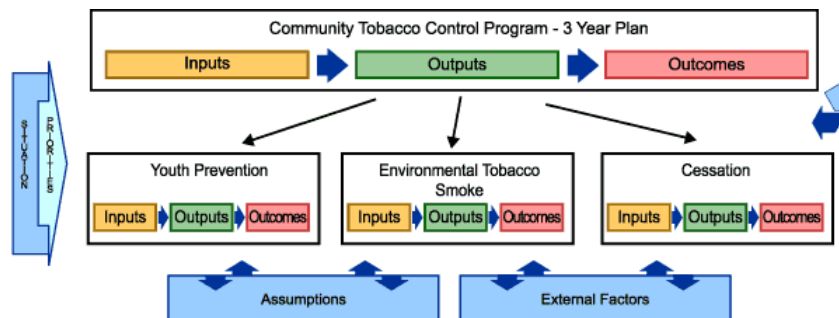 Community Tobacco Control Program - 3 Year Plan
Inputs
Outputs
Outcomes
SITUATION
PRIORITIES
Youth Prevention
Inputs
Outputs
Outcomes
Environmental Tobacco
Smoke
Inputs
Outputs
Outcomes
Cessation
Inputs
Outputs
Outcomes
Assumptions
External Factors